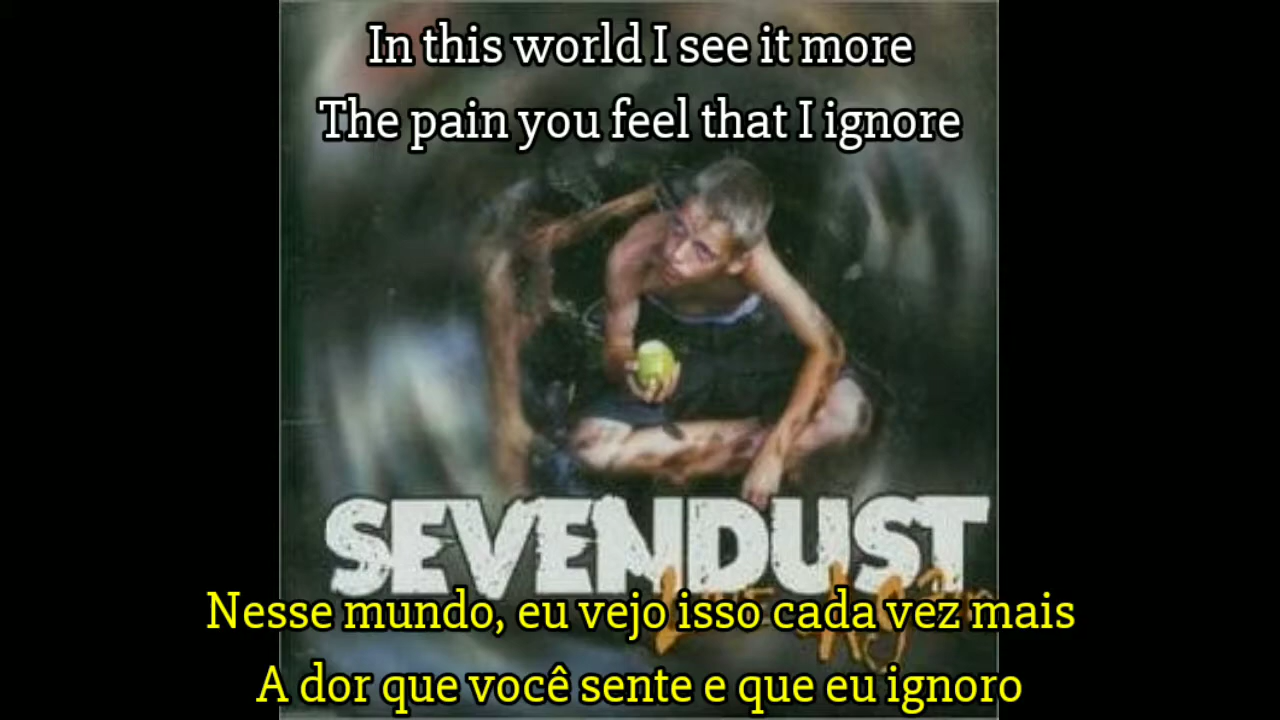 In this world I see it more
The pain you feel that I ignore
SEVENDUST
Nesse mundo, eu vejo isso cada vez mais
A dor que você sente e que eu ignoro